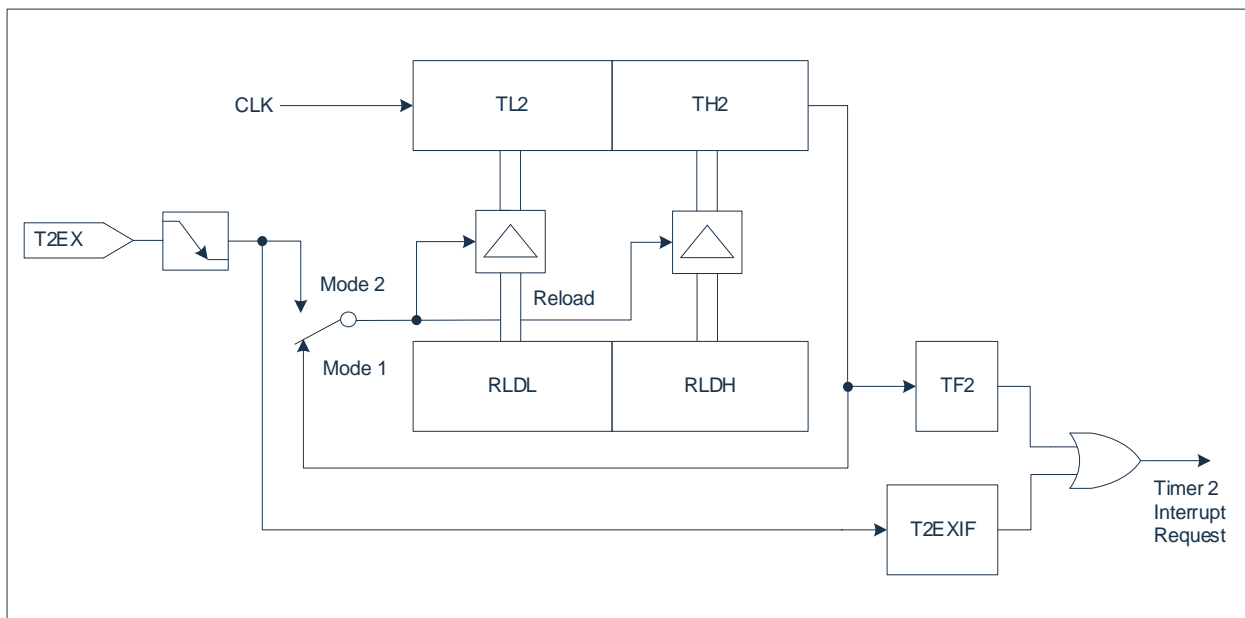 TL2
TH2
CLK
T2EX
Mode 2
Reload
Mode 1
RLDL
RLDH
TF2
T2EXIF
Timer 2
Interrupt
Request